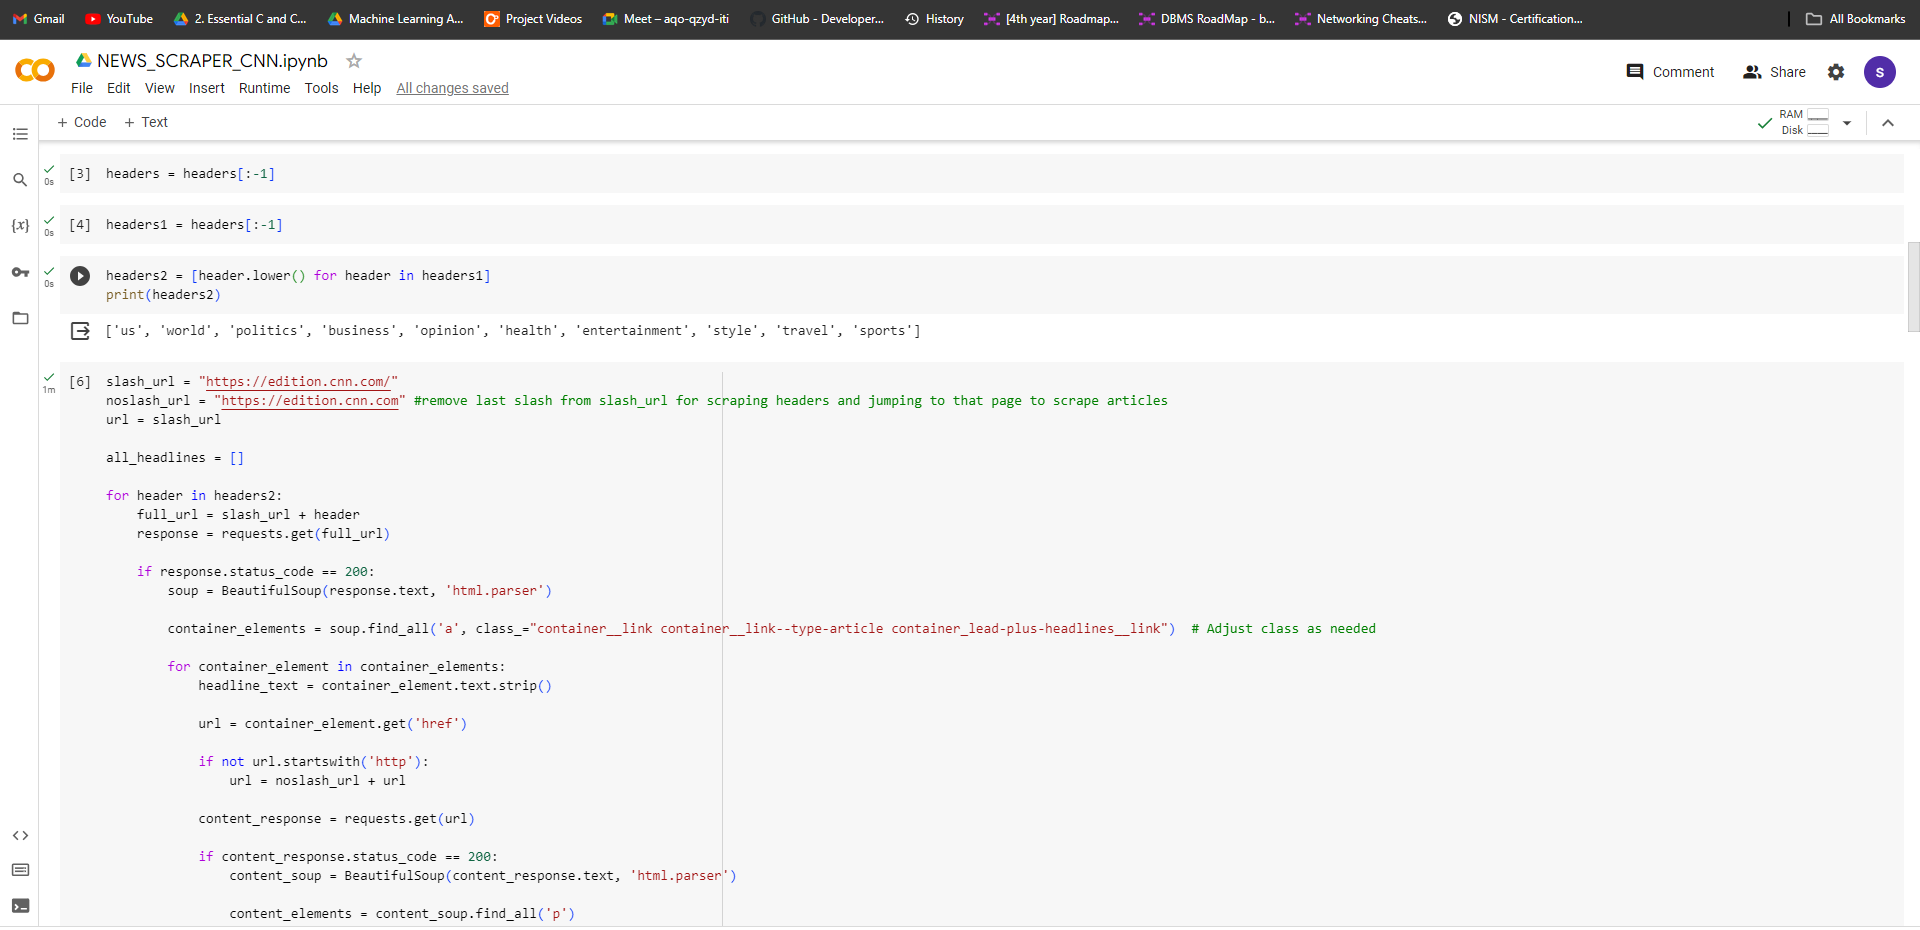 Gmail YouTube 2. Essential C and C... Machine Learning A... Project Videos Meet – aqo-qzyd-iti GitHub - Developer... History [4th year] Roadmap... DBMS RoadMap - b... Networking Cheats... NISM - Certification... All Bookmarks
CO NEWS_SCRAPER_CNN.ipynb
File Edit View Insert Runtime Tools Help All changes saved
Comment Share S
+ Code + Text
RAM
Disk
0s [3] headers = headers[:-1]
0s [4] headers1 = headers[:-1]
0s headers2 = [header.lower() for header in headers1]
print(headers2)
['us', 'world', 'politics', 'business', 'opinion', 'health', 'entertainment', 'style', 'travel', 'sports']
1m [6] slash_url = "https://edition.cnn.com/"
noslash_url = "https://edition.cnn.com" #remove last slash from slash_url for scraping headers and jumping to that page to scrape articles
url = slash_url
all_headlines = []
for header in headers2:
full_url = slash_url + header
response = requests.get(full_url)
if response.status_code == 200:
soup = BeautifulSoup(response.text, 'html.parser')
container_elements = soup.find_all('a', class_="container__link container__link--type-article container_lead-plus-headlines__link") # Adjust class as needed
for container_element in container_elements:
headline_text = container_element.text.strip()
url = container_element.get('href')
if not url.startswith('http'):
url = noslash_url + url
content_response = requests.get(url)
if content_response.status_code == 200:
content_soup = BeautifulSoup(content_response.text, 'html.parser')
content_elements = content_soup.find_all('p')